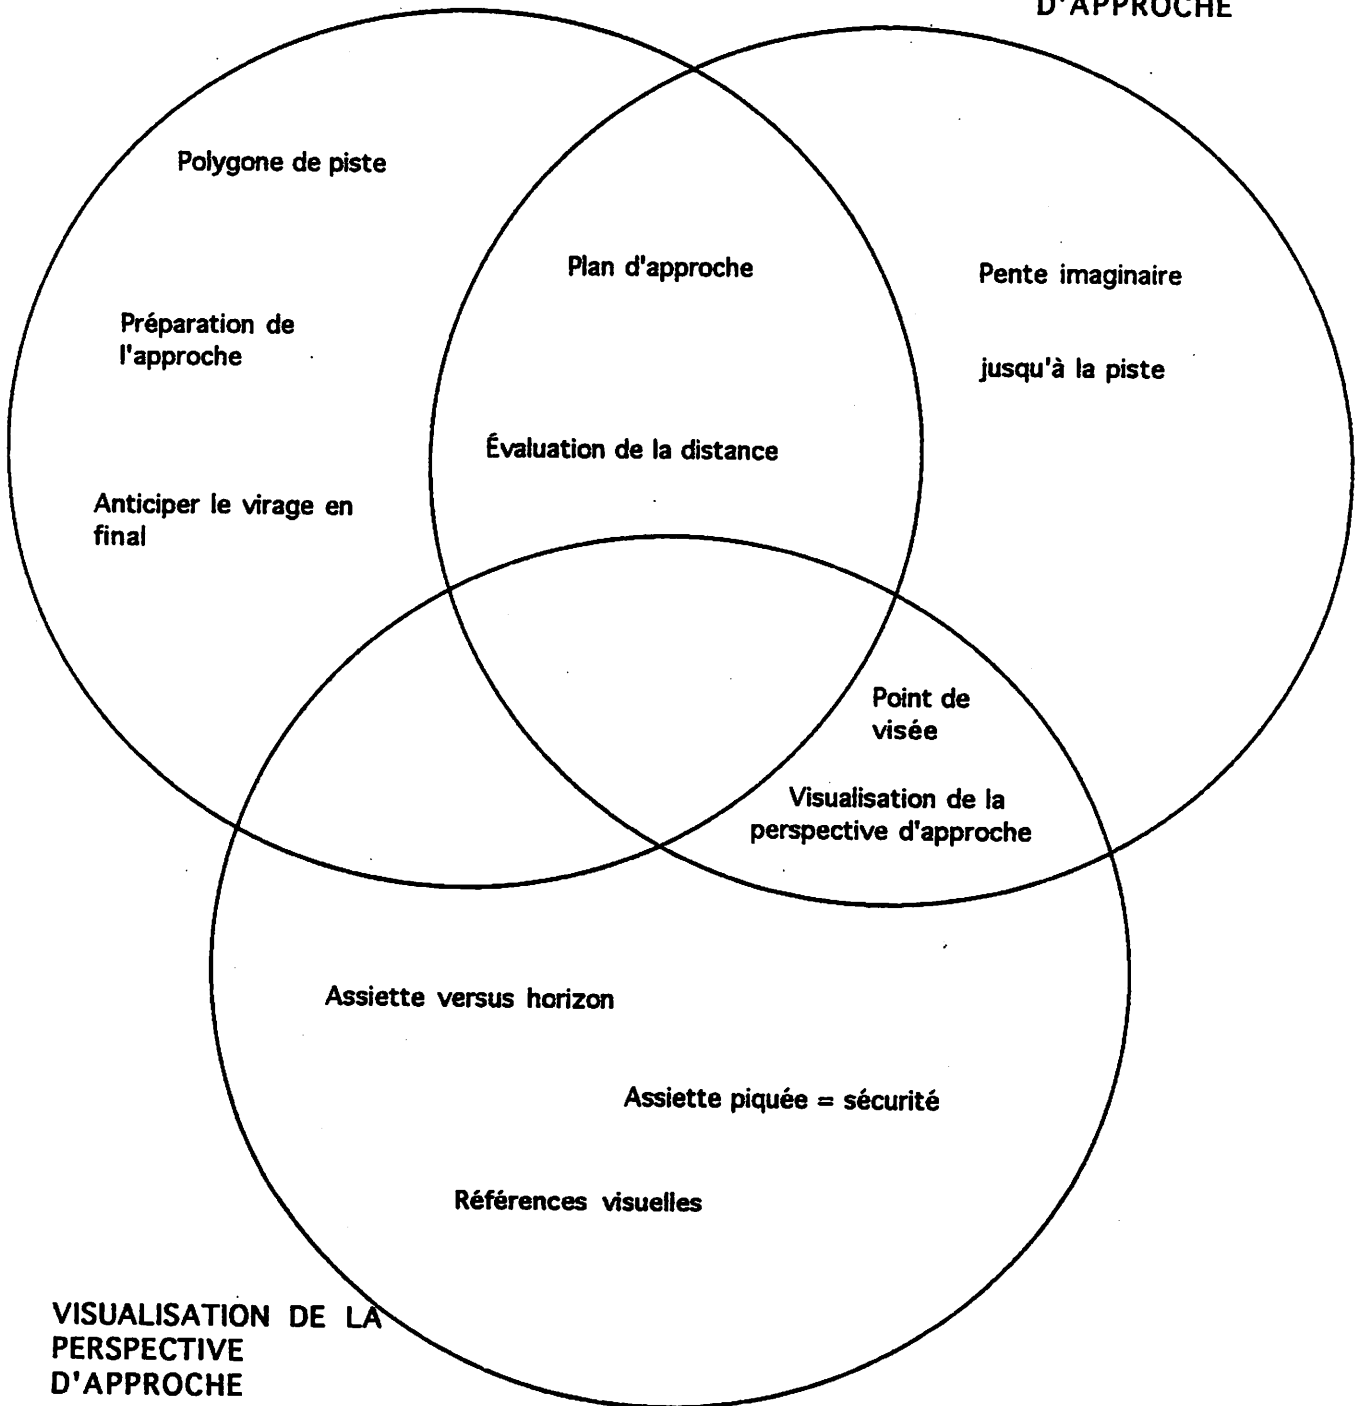 D'APPROCHE
Polygone de piste
Plan d'approche
Pente imaginaire
Préparation de
l'approche
jusqu'à la piste
Évaluation de la distance
Anticiper le virage en
final
Point de
visée
Visualisation de la
perspective d'approche
Assiette versus horizon
Assiette piquée = sécurité
Références visuelles
VISUALISATION DE LA
PERSPECTIVE
D'APPROCHE